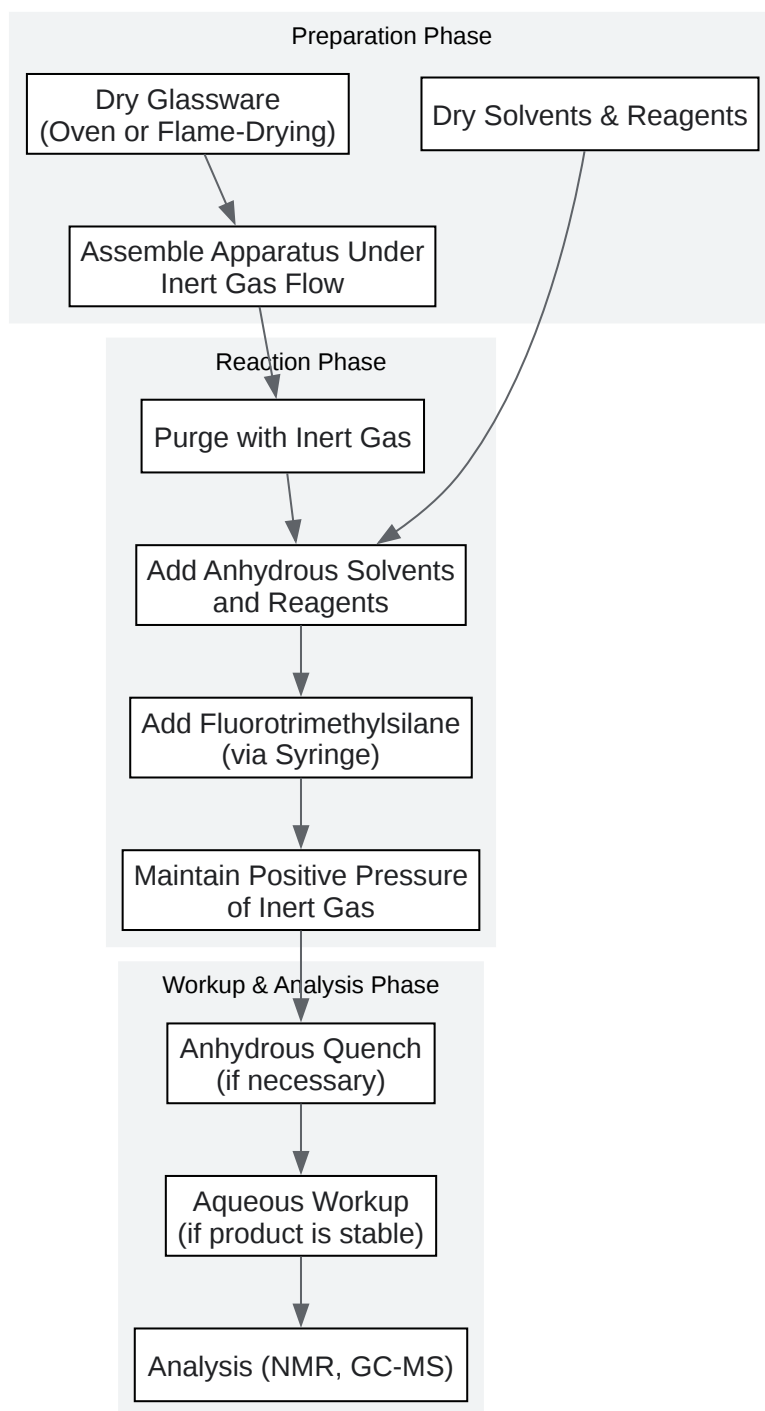 Preparation Phase
Dry Glassware
(Oven or Flame-Drying)
Dry Solvents & Reagents
Assemble Apparatus Under
Inert Gas Flow
Reaction Phase
Purge with Inert Gas
Add Anhydrous Solvents
and Reagents
Add Fluorotrimethylsilane
(via Syringe)
Maintain Positive Pressure
of Inert Gas
Workup & Analysis Phase
Anhydrous Quench
(if necessary)
Aqueous Workup
(if product is stable)
Analysis (NMR, GC-MS)